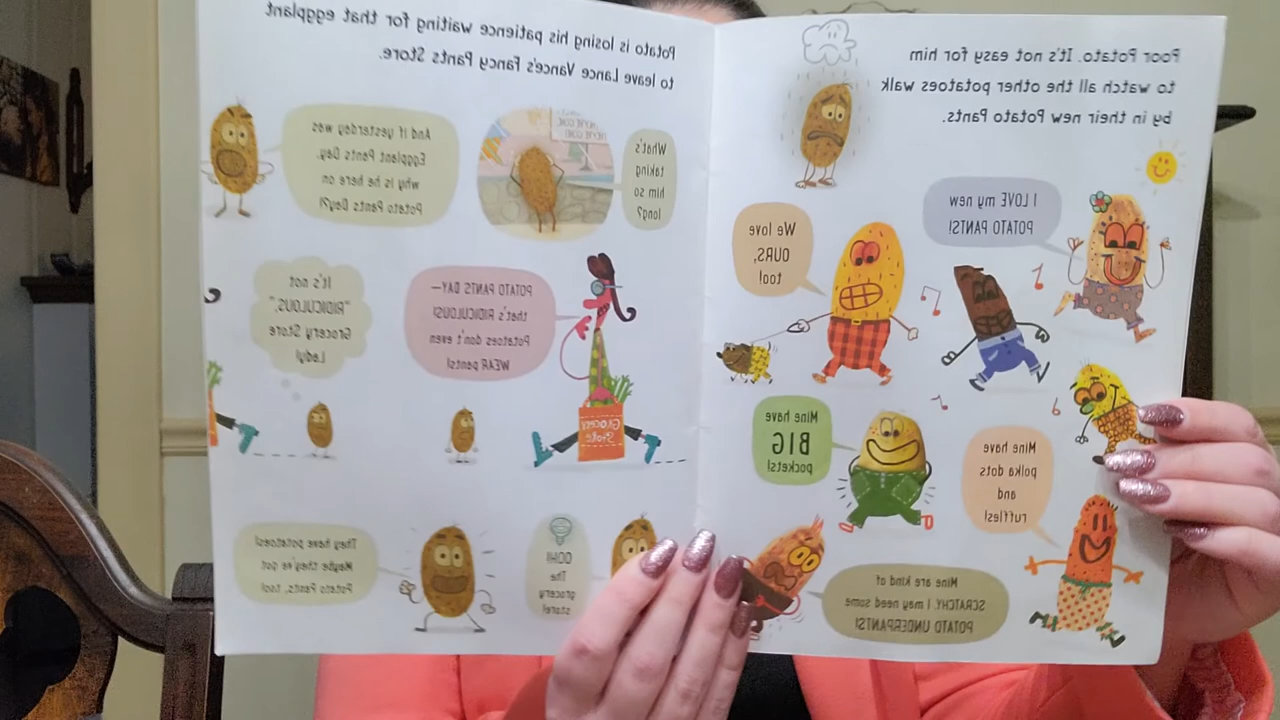 Poor Potato. It's not easy for him
to watch all the other potatoes walk
by in their new Potato Pants.
I LOVE my new
POTATO PANTS!
We love
OURS,
too!
Mine have
BIG
pockets!
Mine have
polka dots
and
ruffles!
Mine are kind of
SCRATCHY. I may need some
POTATO UNDERPANTS!
Potato is losing his patience waiting for that eggplant
to leave Lance Vance's Fancy Pants Store.
What's
taking
him so
long?
And if yesterday was
Eggplant Pants Day,
why is he here on
Potato Pants Day?!
POTATO PANTS DAY—
that's RIDICULOUS!
Potatoes don't even
WEAR pants!
Grocery
Store
It's not
"RIDICULOUS,"
Grocery Store
Lady!
OOH!
The
grocery
store!
They have potatoes!
Maybe they've got
Potato Pants, too!